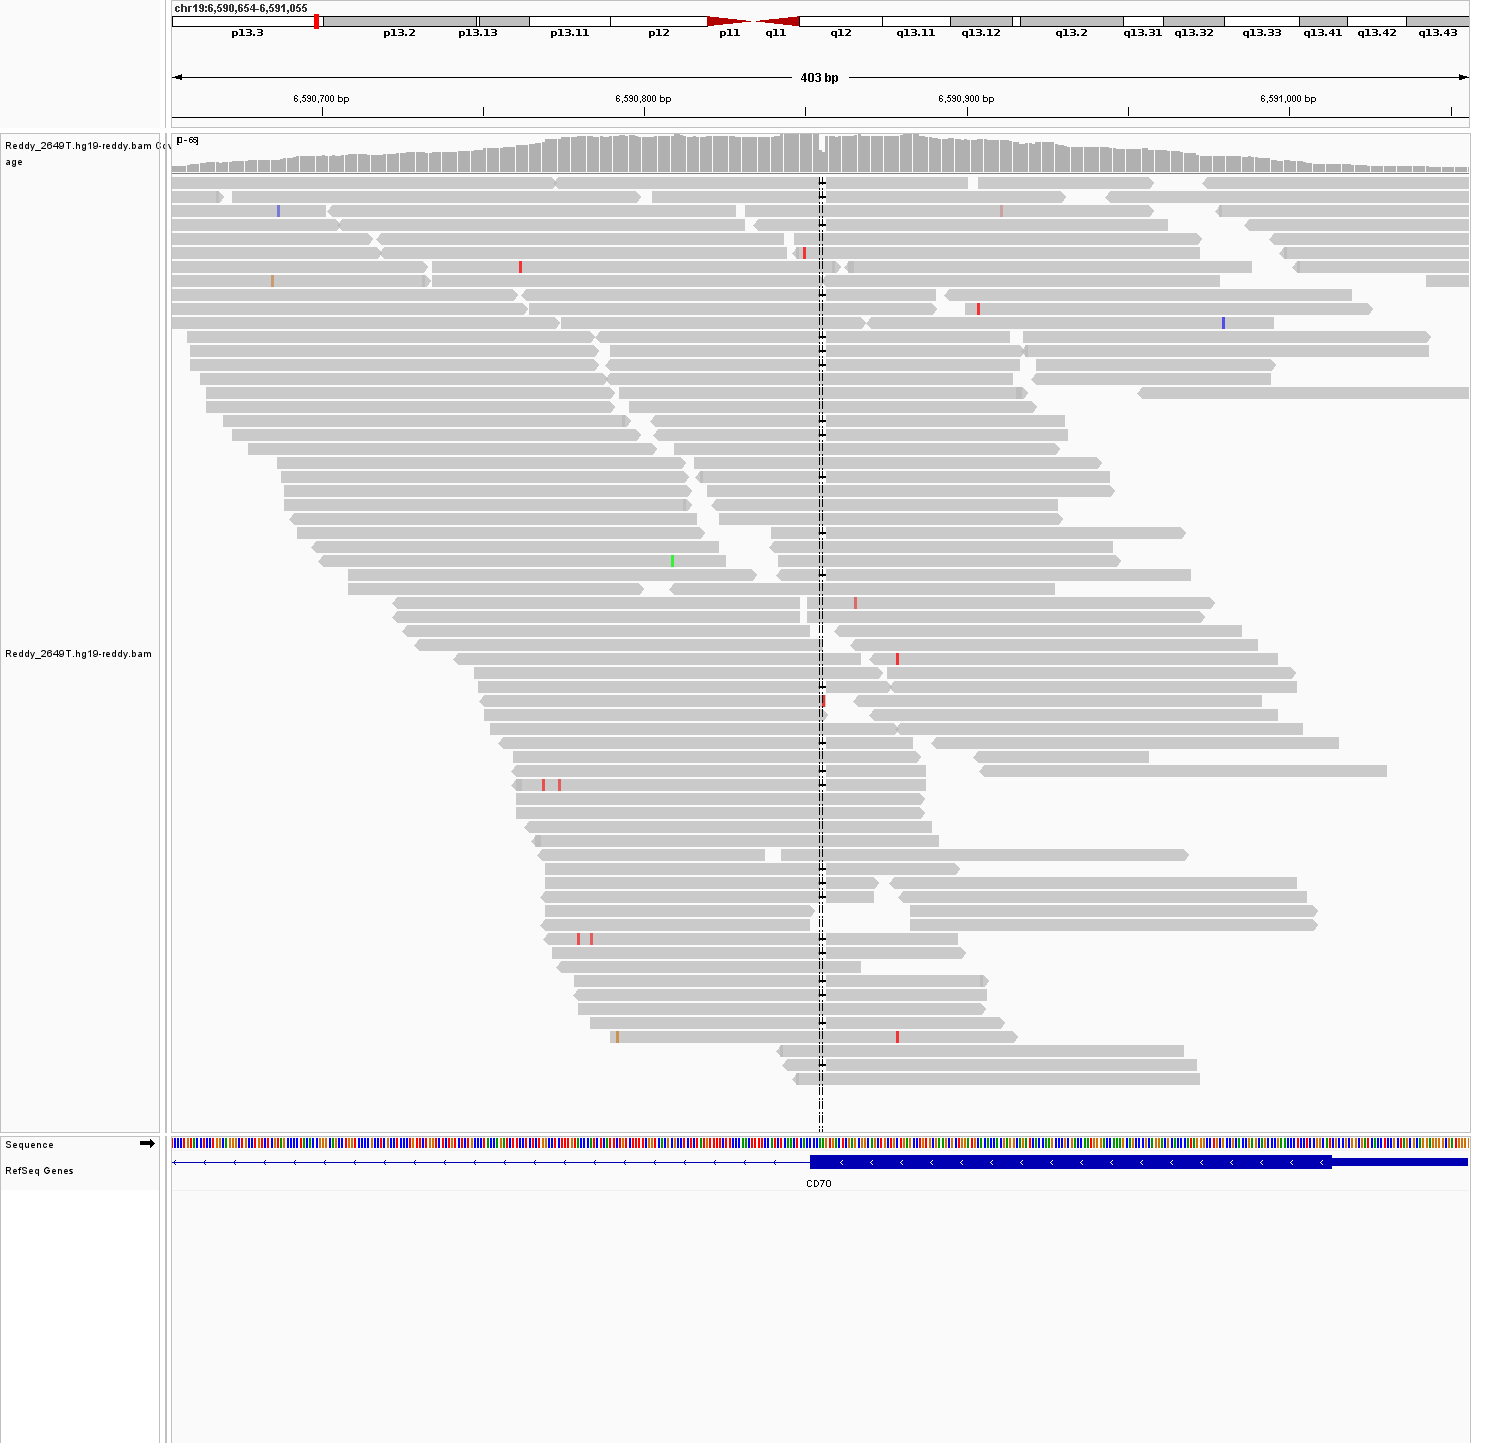 chr19:6,590,654-6,591,055
p13.3 p13.2 p13.13 p13.11 p12 p11 q11 q12 q13.11 q13.12 q13.2 q13.31 q13.32 q13.33 q13.41 q13.42 q13.43
403 bp
6,590,700 bp 6,590,800 bp 6,590,900 bp 6,591,000 bp
Reddy_2649T.hg19-reddy.bam Cov
age
[0-65]
Reddy_2649T.hg19-reddy.bam
Sequence
RefSeq Genes
CD70